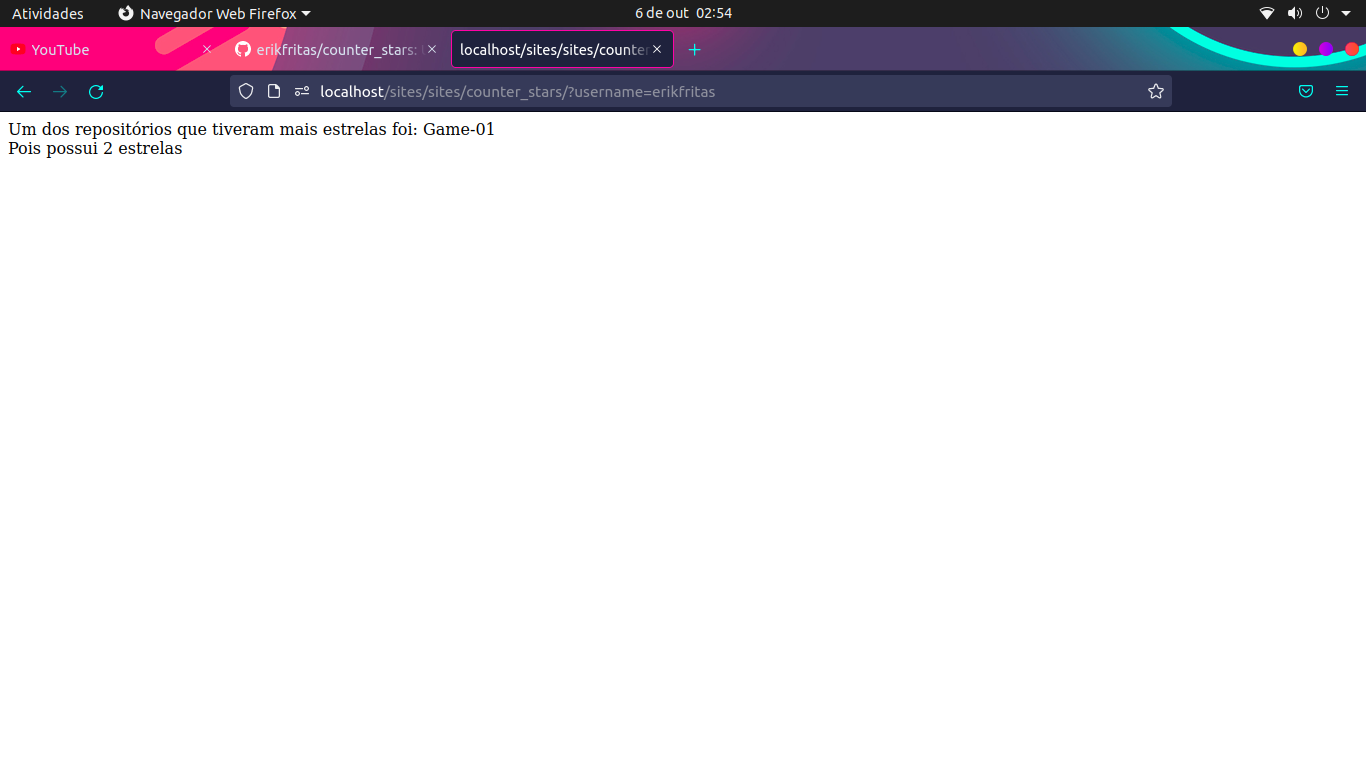 Atividades Navegador Web Firefox 6 de out 02:54
YouTube erikfritas/counter_stars: localhost/sites/sites/counter
localhost/sites/sites/counter_stars/?username=erikfritas
Um dos repositórios que tiveram mais estrelas foi: Game-01
Pois possui 2 estrelas